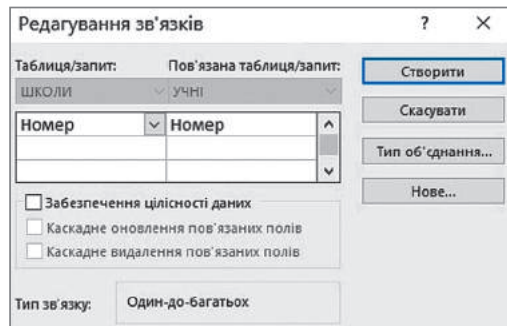 Редагування зв'язків ? ×
Таблиця/запит: Пов'язана таблиця/запит:
ШКОЛИ УЧНІ
Номер Номер
Забезпечення цілісності даних
Каскадне оновлення пов'язаних полів
Каскадне видалення пов'язаних полів
Тип зв'язку: Один-до-багатьох
Створити
Скасувати
Тип об'єднання...
Нове...